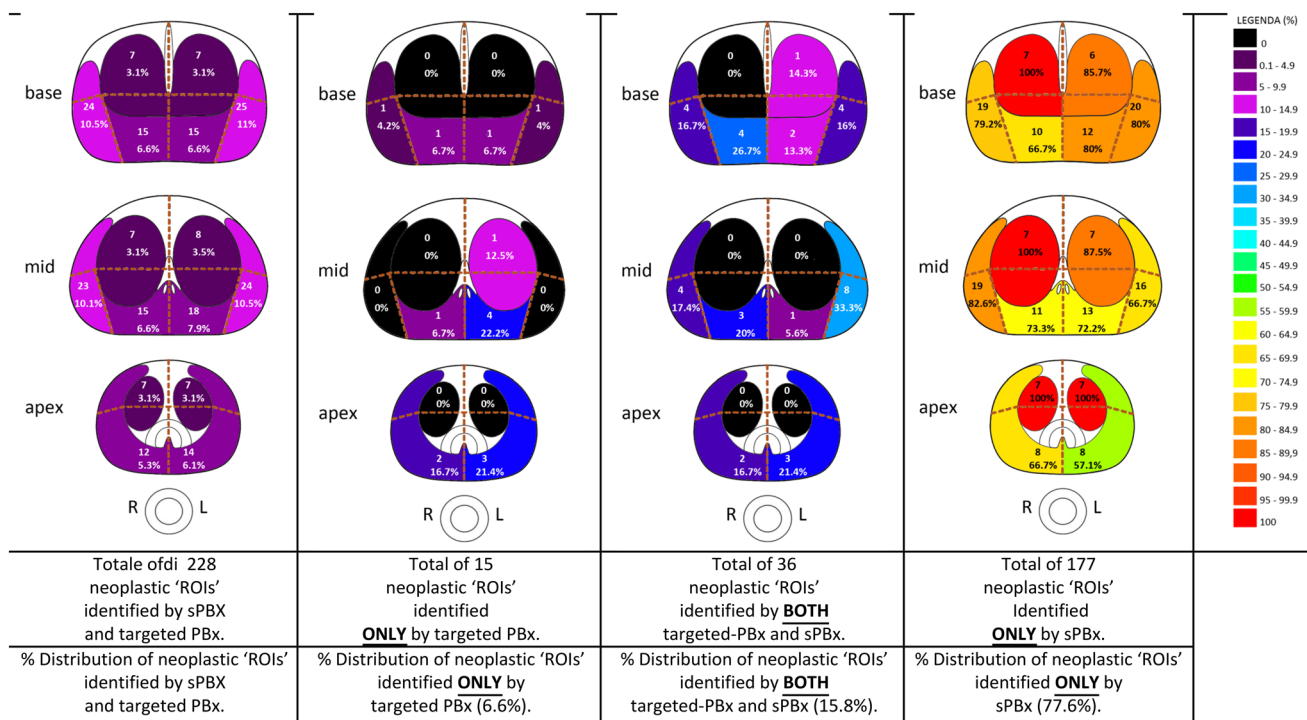 base
7
3.1%
7
3.1%
24
10.5%
25
11%
15
6.6%
15
6.6%
mid
7
3.1%
8
3.5%
23
10.1%
24
10.5%
15
6.6%
18
7.9%
apex
7
3.1%
7
3.1%
12
5.3%
14
6.1%
R
L
Totale ofdi 228
neoplastic ‘ROIs’
identified by sPBX
and targeted PBx.
% Distribution of neoplastic ‘ROIs’
identified by sPBX
and targeted PBx.
base
0
0%
0
0%
1
4.2%
1
4%
1
6.7%
1
6.7%
mid
0
0%
1
12.5%
0
0%
0
0%
1
6.7%
4
22.2%
apex
0
0%
0
0%
2
16.7%
3
21.4%
R
L
Total of 15
neoplastic ‘ROIs’
identified
ONLY by targeted PBx.
% Distribution of neoplastic ‘ROIs’
identified ONLY by
targeted PBx (6.6%).
base
0
0%
1
14.3%
4
16.7%
4
16%
4
26.7%
2
13.3%
mid
0
0%
0
0%
4
17.4%
8
33.3%
3
20%
1
5.6%
apex
0
0%
0
0%
2
16.7%
3
21.4%
R
L
Total of 36
neoplastic ‘ROIs’
identified by BOTH
targeted-PBx and sPBx.
% Distribution of neoplastic ‘ROIs’
identified by BOTH
targeted-PBx and sPBx (15.8%).
base
7
100%
6
85.7%
19
79.2%
20
80%
10
66.7%
12
80%
mid
7
100%
7
87.5%
19
82.6%
16
66.7%
11
73.3%
13
72.2%
apex
7
100%
7
100%
8
66.7%
8
57.1%
R
L
Total of 177
neoplastic ‘ROIs’
Identified
ONLY by sPBx.
% Distribution of neoplastic ‘ROIs’
identified ONLY by
sPBx (77.6%).
LEGENDA (%)
0
0.1 - 4.9
5 - 9.9
10 - 14.9
15 - 19.9
20 - 24.9
25 - 29.9
30 - 34.9
35 - 39.9
40 - 44.9
45 - 49.9
50 - 54.9
55 - 59.9
60 - 64.9
65 - 69.9
70 - 74.9
75 - 79.9
80 - 84.9
85 - 89,9
90 - 94.9
95 - 99.9
100